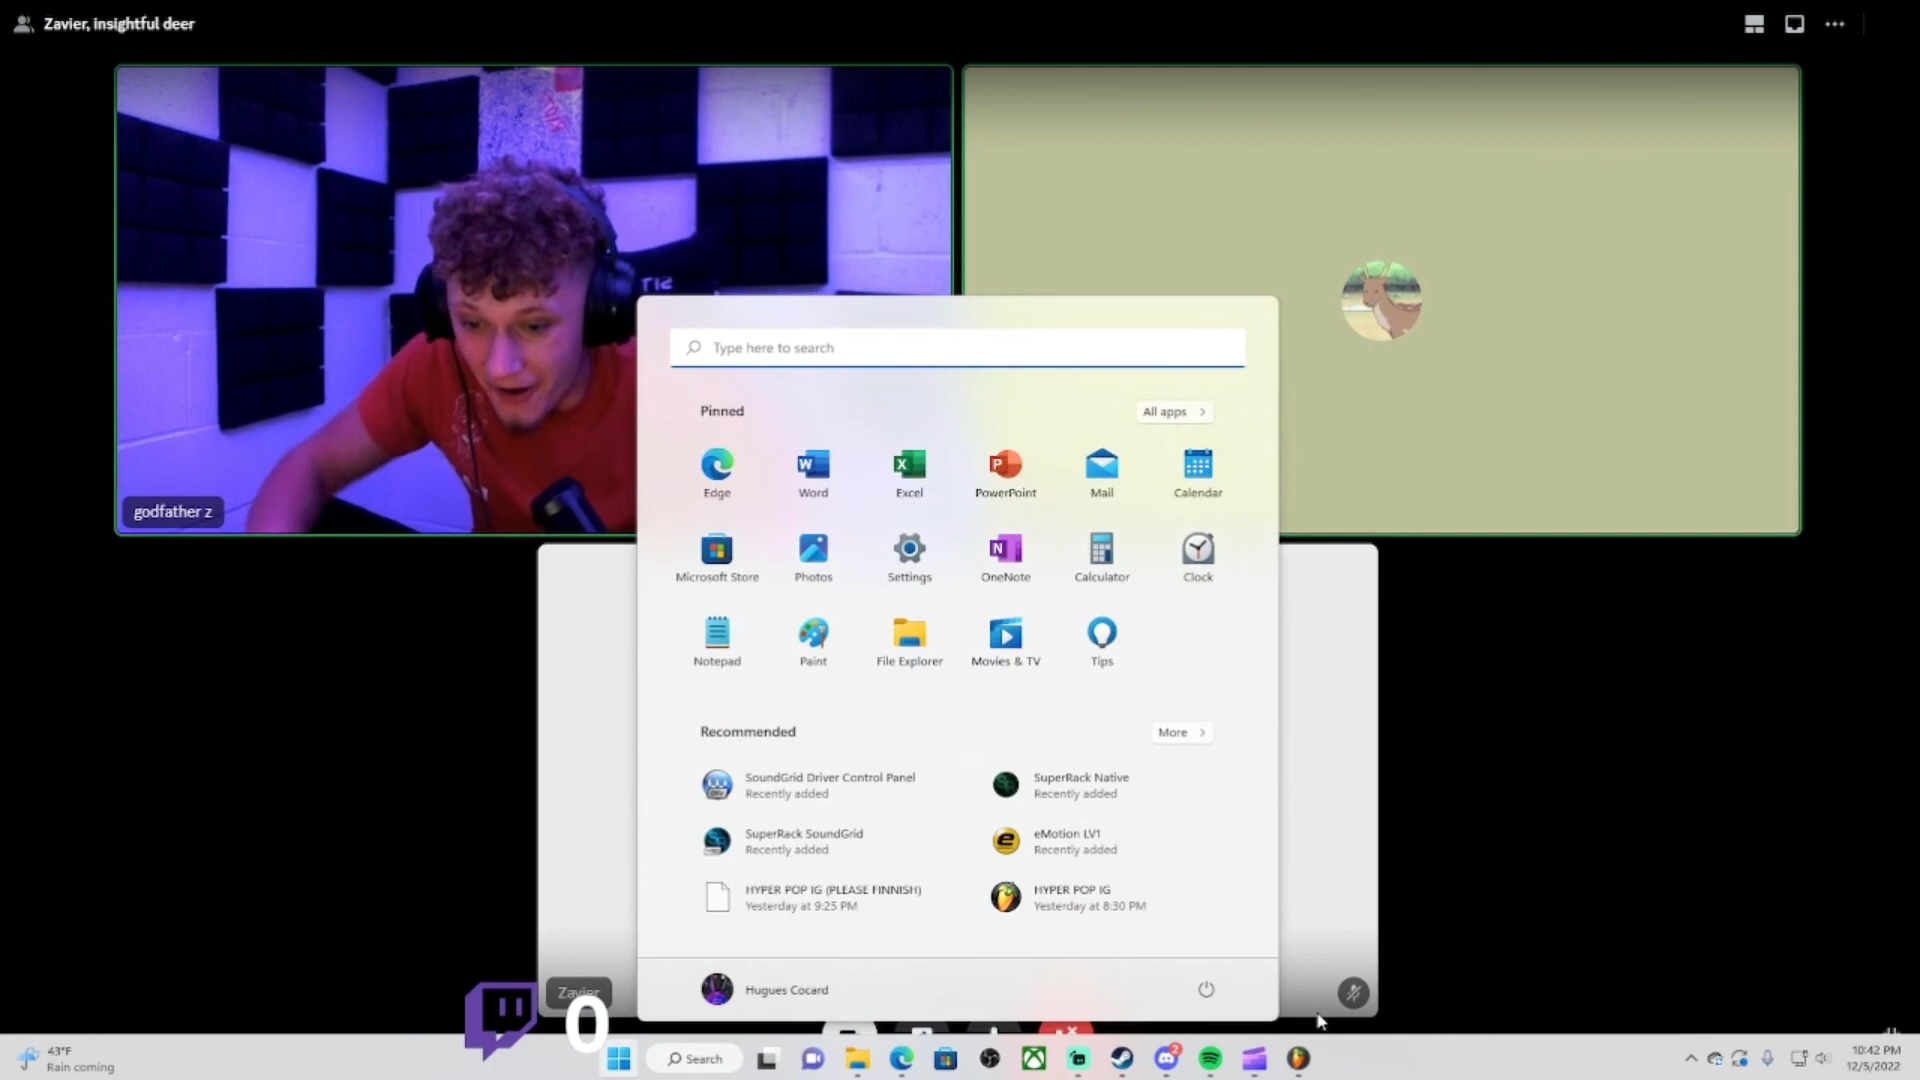 Zavier, insightful deer
TIE
godfather z
Type here to search
Pinned
All apps
Edge
Word
Excel
PowerPoint
Mail
Calendar
Microsoft Store
Photos
Settings
OneNote
Calculator
Clock
Notepad
Paint
File Explorer
Movies & TV
Tips
Recommended
More
SoundGrid Driver Control Panel
Recently added
SuperRack Native
Recently added
SuperRack SoundGrid
Recently added
eMotion LV1
Recently added
HYPER POP IG (PLEASE FINNISH)
Yesterday at 9:25 PM
HYPER POP IG
Yesterday at 8:30 PM
Zavier
Hugues Cocard
0
43°F
Rain coming
Search
2
10:42 PM
12/5/2022